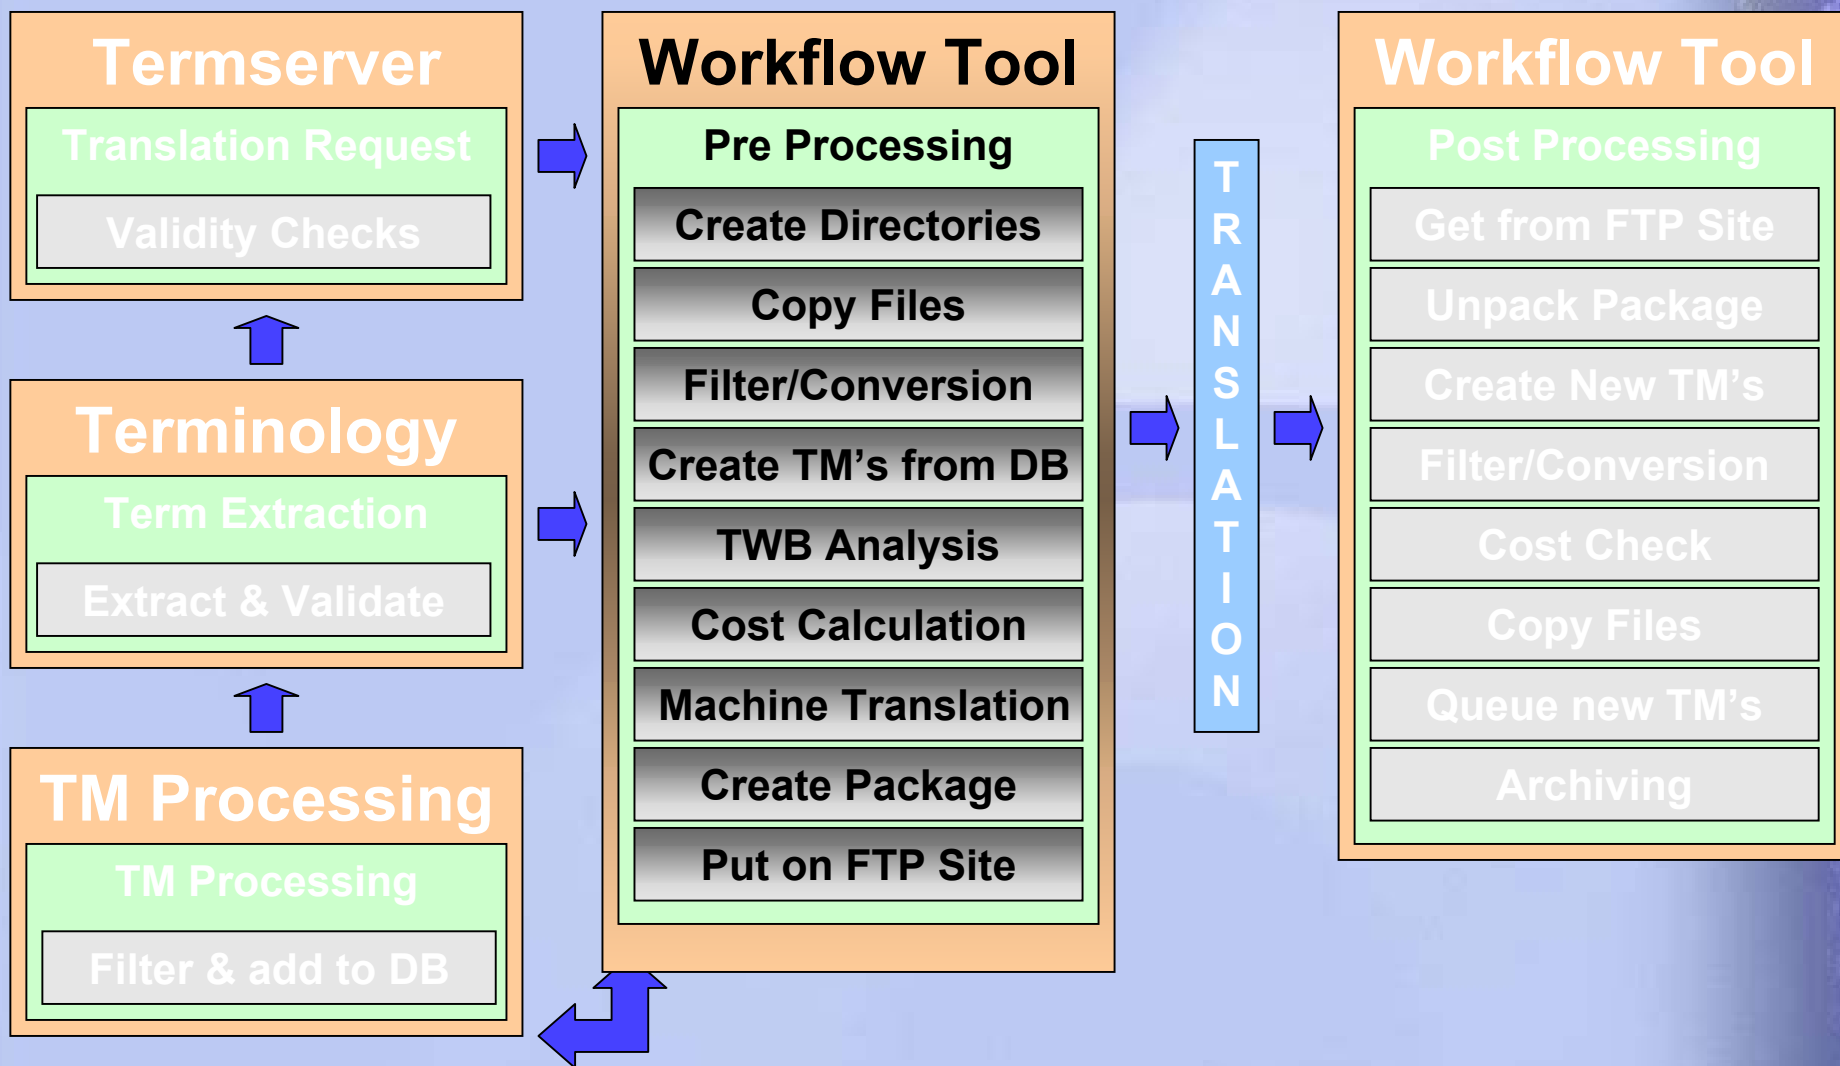 Termserver
Translation Request
Validity Checks
Terminology
Term Extraction
Extract & Validate
TM Processing
TM Processing
Filter & add to DB
Workflow Tool
Pre Processing
Create Directories
Copy Files
Filter/Conversion
Create TM’s from DB
TWB Analysis
Cost Calculation
Machine Translation
Create Package
Put on FTP Site
TRANSLATION
Workflow Tool
Post Processing
Get from FTP Site
Unpack Package
Create New TM’s
Filter/Conversion
Cost Check
Copy Files
Queue new TM’s
Archiving